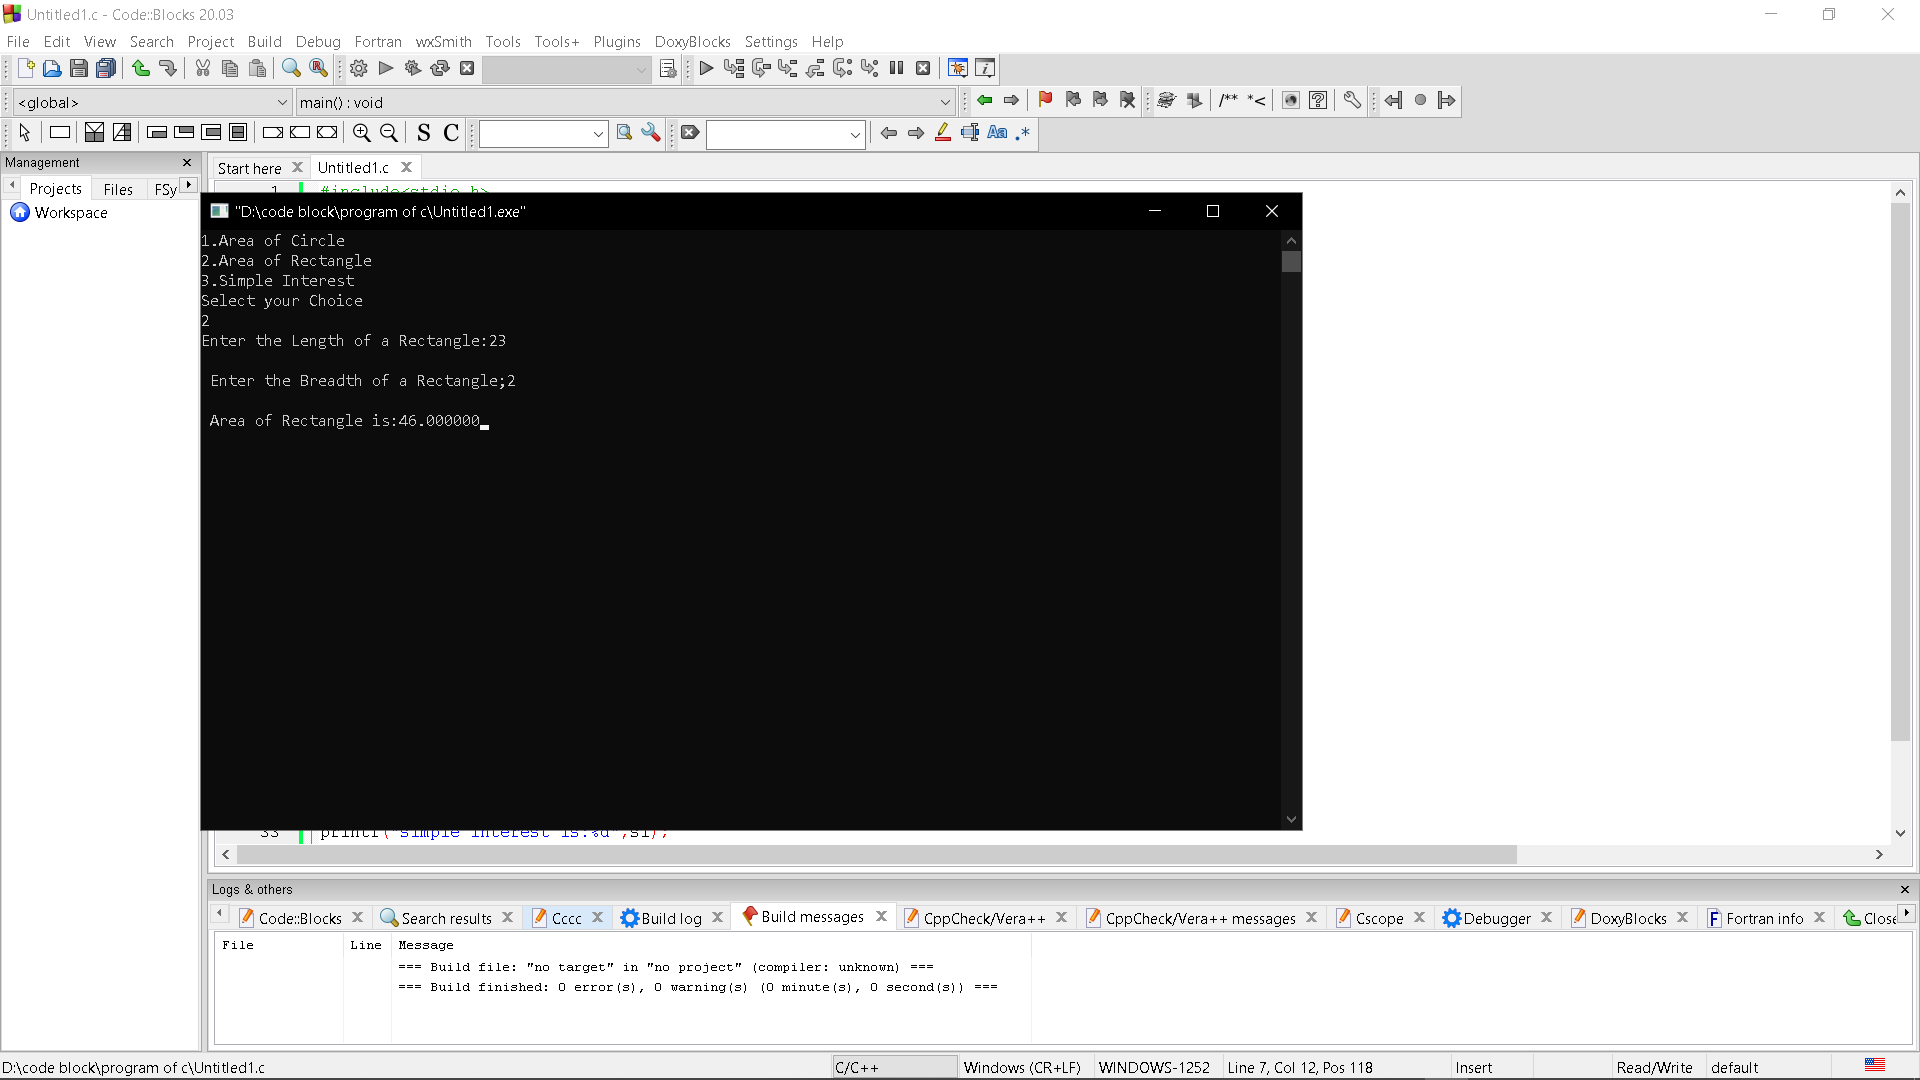 Untitled1.c - Code::Blocks 20.03
File Edit View Search Project Build Debug Fortran wxSmith Tools Tools+ Plugins DoxyBlocks Settings Help
<global> main() : void
/** *<
S C Aa .*
Management
Start here Untitled1.c
Projects Files FSy
Workspace
1 #include<stdio.h>
"D:\code block\program of c\Untitled1.exe"
1.Area of Circle
2.Area of Rectangle
3.Simple Interest
Select your Choice
2
Enter the Length of a Rectangle:23
Enter the Breadth of a Rectangle;2
Area of Rectangle is:46.000000
33 printf("simple interest is:%d",si);
Logs & others
Code::Blocks Search results Cccc Build log Build messages CppCheck/Vera++ CppCheck/Vera++ messages Cscope Debugger DoxyBlocks Fortran info Close
File Line Message
=== Build file: "no target" in "no project" (compiler: unknown) ===
=== Build finished: 0 error(s), 0 warning(s) (0 minute(s), 0 second(s)) ===
D:\code block\program of c\Untitled1.c C/C++ Windows (CR+LF) WINDOWS-1252 Line 7, Col 12, Pos 118 Insert Read/Write default